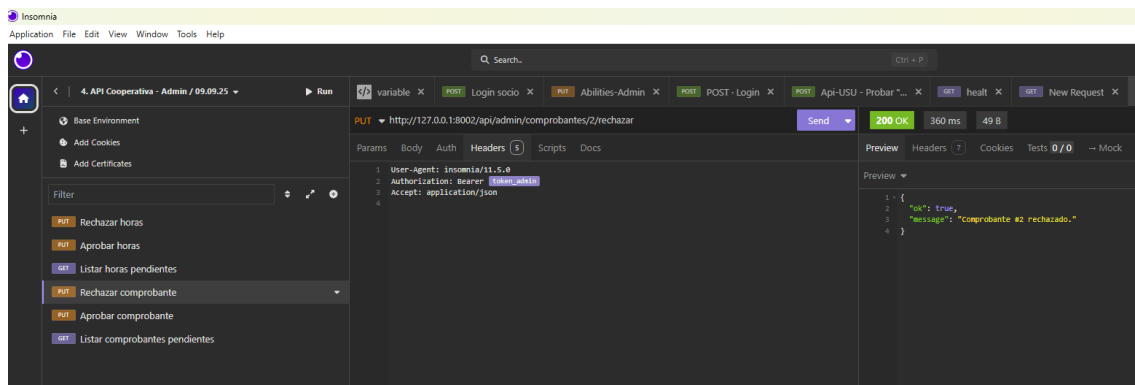 Insomnia
Application File Edit View Window Tools Help
Search..
Ctrl + P
4. API Cooperativa - Admin / 09.09.25
Run
variable
POST Login socio
PUT Abilities-Admin
POST POST - Login
POST Api-USU - Probar "...
GET healt
GET New Request
Base Environment
Add Cookies
Add Certificates
Filter
PUT Rechazar horas
PUT Aprobar horas
GET Listar horas pendientes
PUT Rechazar comprobante
PUT Aprobar comprobante
GET Listar comprobantes pendientes
PUT http://127.0.0.1:8002/api/admin/comprobantes/2/rechazar
Send
Params Body Auth Headers 5 Scripts Docs
1 User-Agent: insomnia/11.5.0
2 Authorization: Bearer token_admin
3 Accept: application/json
4
200 OK 360 ms 49 B
Preview Headers 7 Cookies Tests 0 / 0 → Mock
Preview
1 {
2 "ok": true,
3 "message": "Comprobante #2 rechazado."
4 }